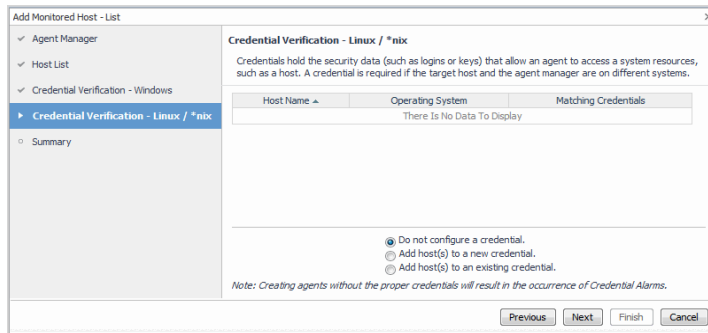 Add Monitored Host - List
Agent Manager
Host List
Credential Verification - Windows
Credential Verification - Linux / *nix
Summary
Credential Verification - Linux / *nix
Credentials hold the security data (such as logins or keys) that allow an agent to access a system resources,
such as a host. A credential is required if the target host and the agent manager are on different systems.
Host Name Operating System Matching Credentials
There Is No Data To Display
Do not configure a credential.
Add host(s) to a new credential.
Add host(s) to an existing credential.
Note: Creating agents without the proper credentials will result in the occurrence of Credential Alarms.
Previous Next Finish Cancel